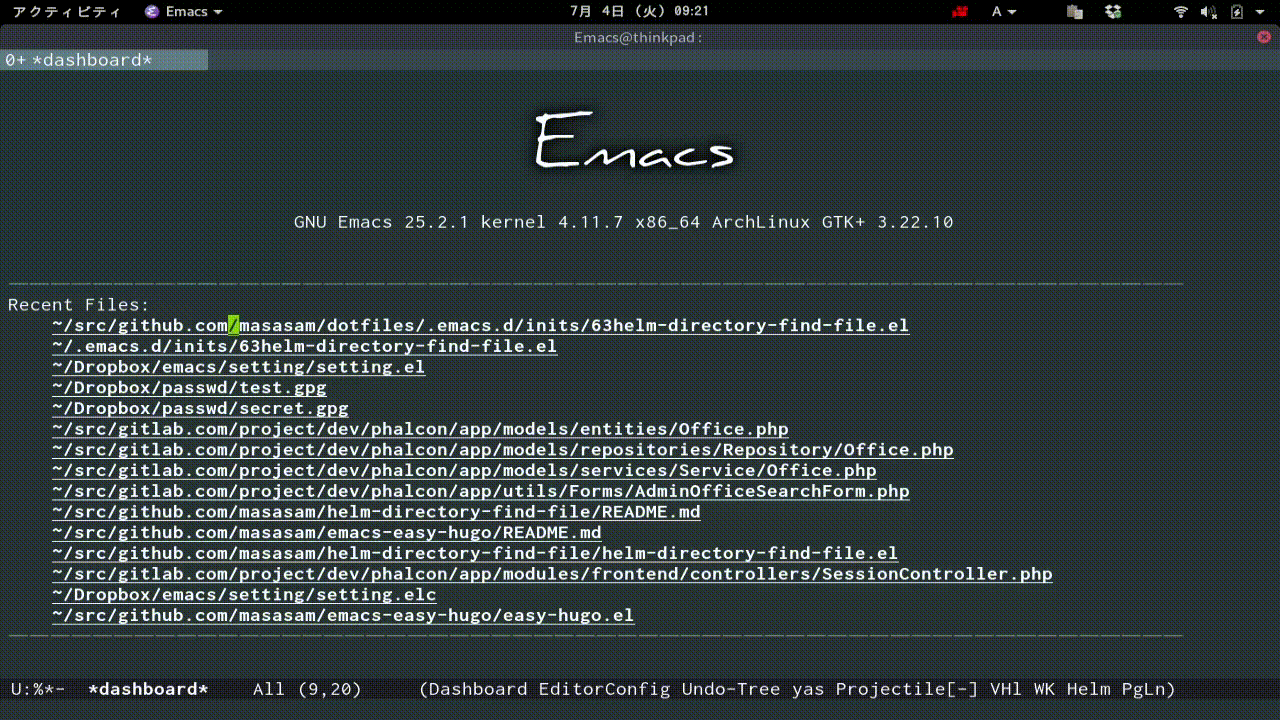 アクティビティ Emacs 7月 4日 (火) 09:21 A
Emacs@thinkpad:
0+ *dashboard*
Emacs
GNU Emacs 25.2.1 kernel 4.11.7 x86_64 ArchLinux GTK+ 3.22.10
Recent Files:
~/src/github.com/masasam/dotfiles/.emacs.d/inits/63helm-directory-find-file.el
~/.emacs.d/inits/63helm-directory-find-file.el
~/Dropbox/emacs/setting/setting.el
~/Dropbox/passwd/test.gpg
~/Dropbox/passwd/secret.gpg
~/src/gitlab.com/project/dev/phalcon/app/models/entities/Office.php
~/src/gitlab.com/project/dev/phalcon/app/models/repositories/Repository/Office.php
~/src/gitlab.com/project/dev/phalcon/app/models/services/Service/Office.php
~/src/gitlab.com/project/dev/phalcon/app/utils/Forms/AdminOfficeSearchForm.php
~/src/github.com/masasam/helm-directory-find-file/README.md
~/src/github.com/masasam/emacs-easy-hugo/README.md
~/src/github.com/masasam/helm-directory-find-file/helm-directory-find-file.el
~/src/gitlab.com/project/dev/phalcon/app/modules/frontend/controllers/SessionController.php
~/Dropbox/emacs/setting/setting.elc
~/src/github.com/masasam/emacs-easy-hugo/easy-hugo.el
U:%*- *dashboard* All (9,20) (Dashboard EditorConfig Undo-Tree yas Projectile[-] VHl WK Helm PgLn)